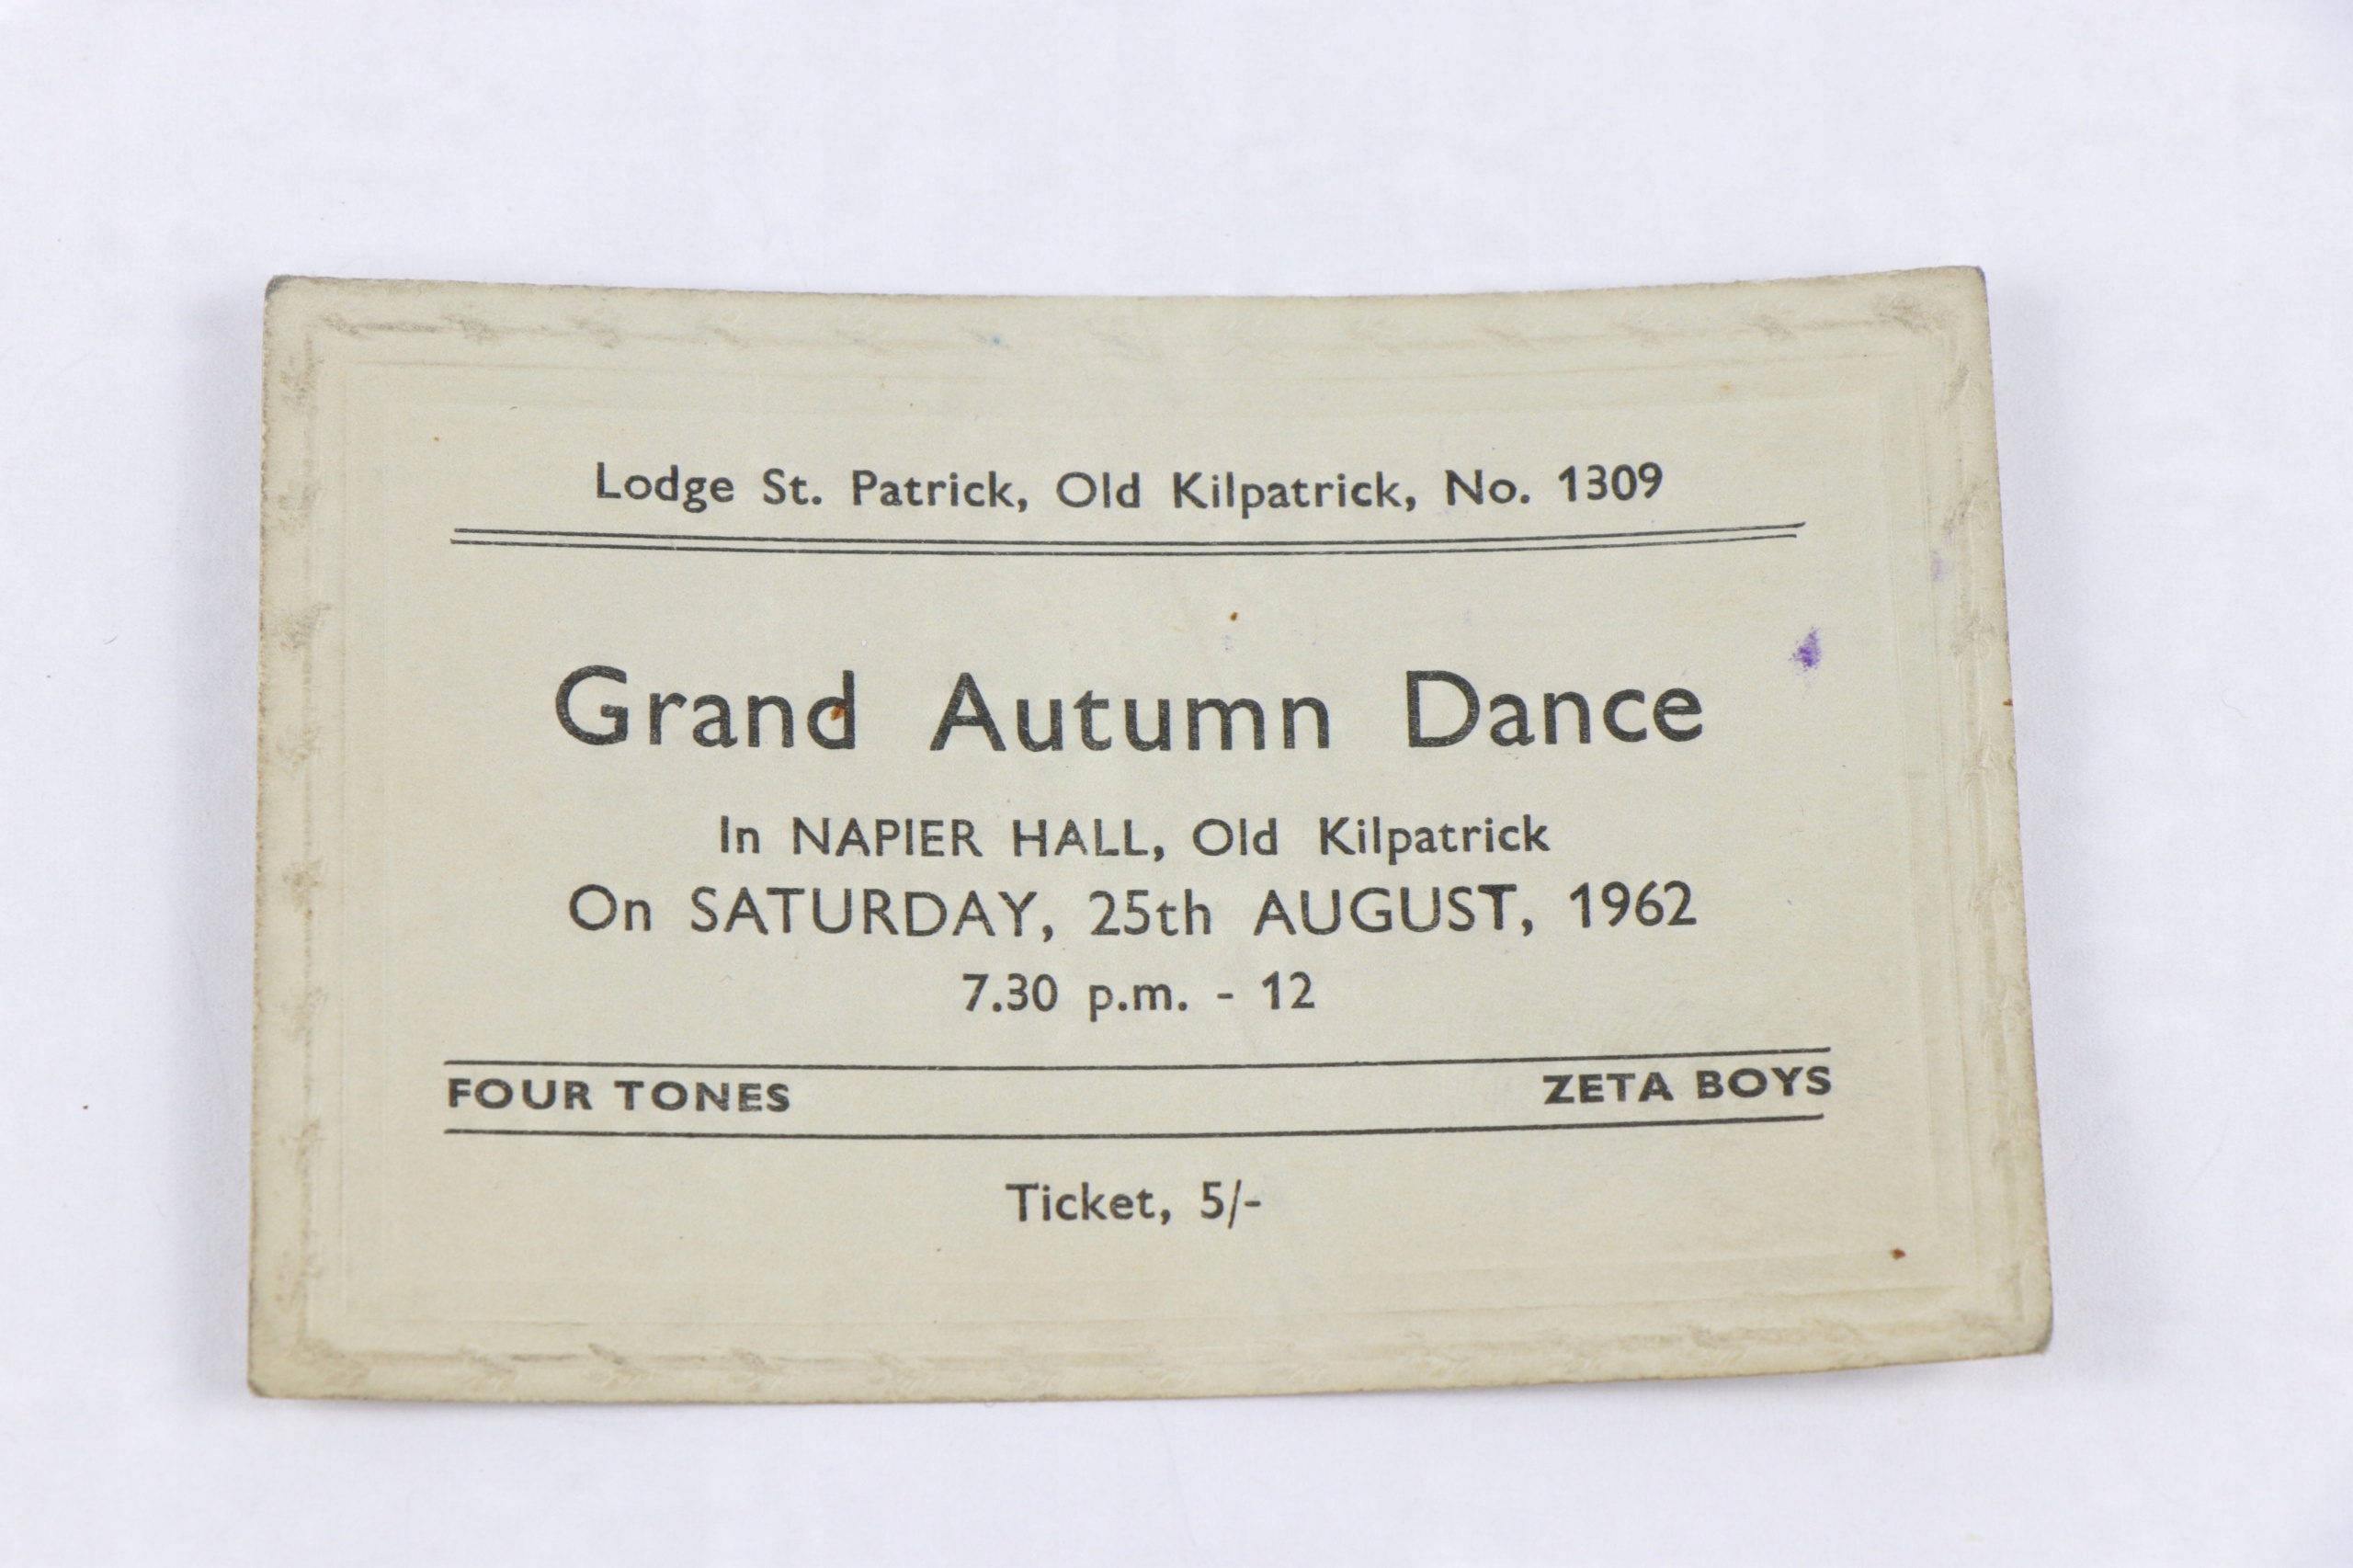 Lodge St. Patrick, Old Kilpatrick, No. 1309
Grand Autumn Dance
In NAPIER HALL, Old Kilpatrick
On SATURDAY, 25th AUGUST, 1962
7.30 p.m. - 12
FOUR TONES ZETA BOYS
Ticket, 5/-